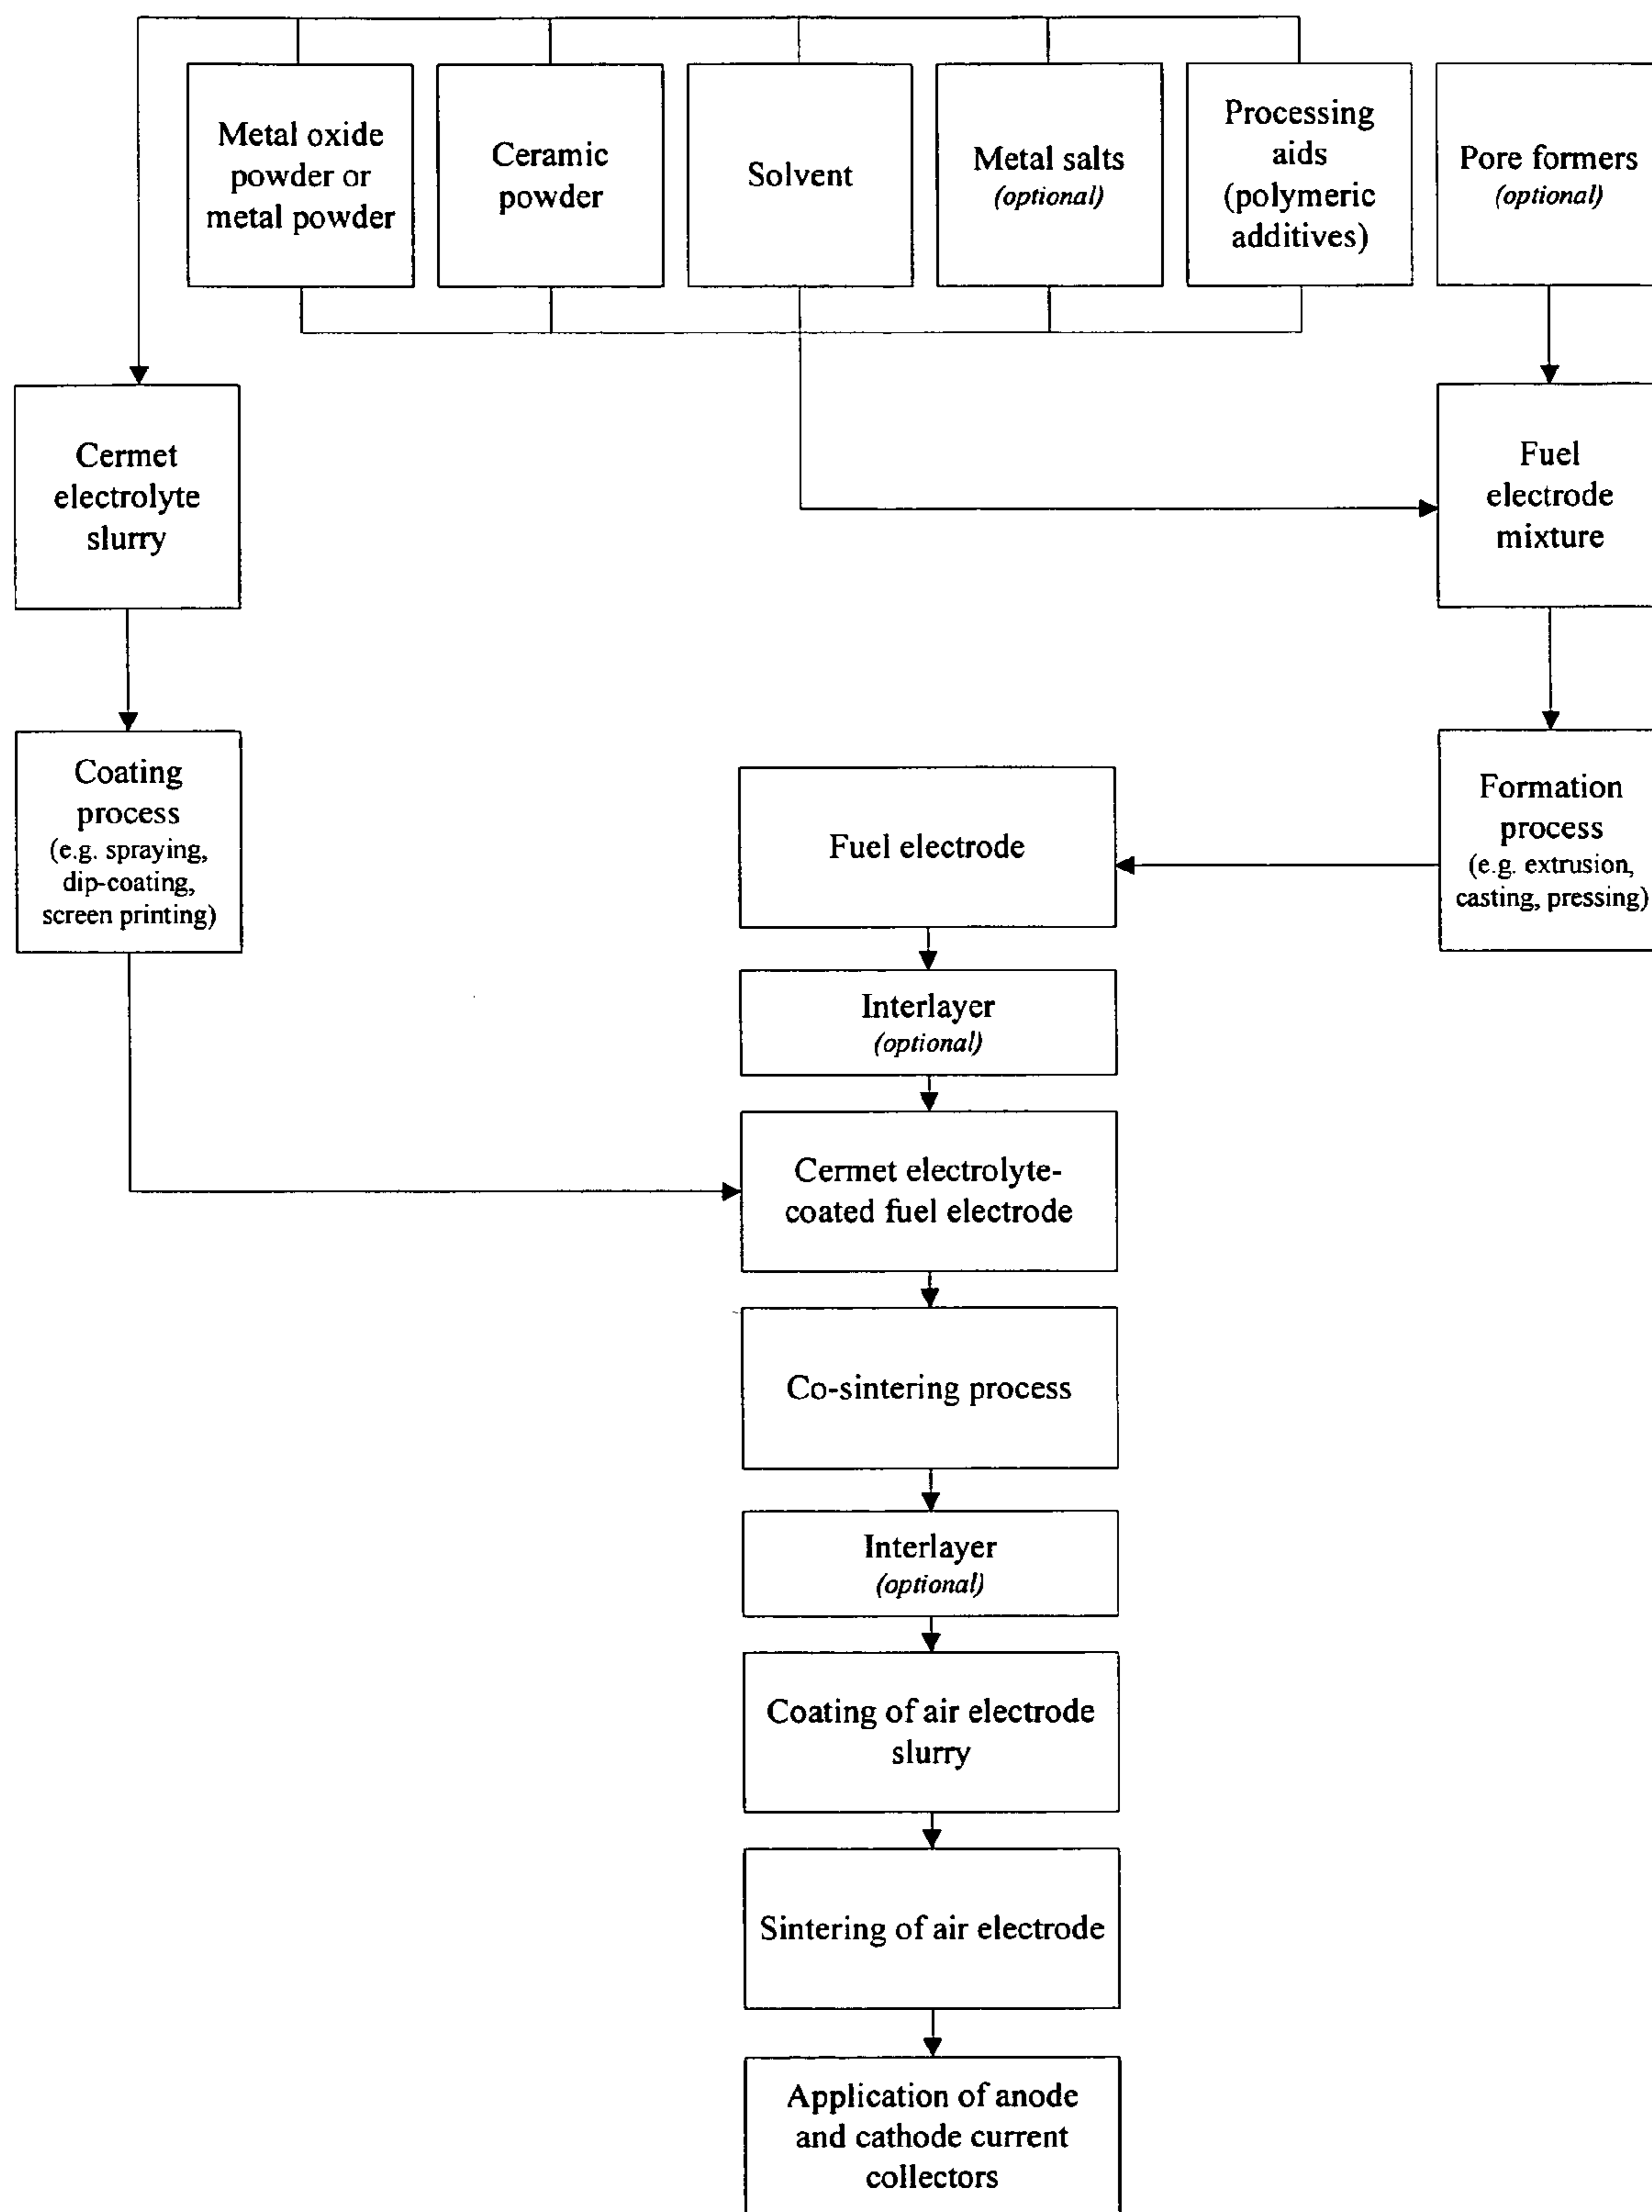 Metal oxide
powder or
metal powder
Ceramic
powder
Solvent
Metal salts
(optional)
Processing
aids
(polymeric
additives)
Pore formers
(optional)
Cermet
electrolyte
slurry
Fuel
electrode
mixture
Coating
process
(e.g. spraying,
dip-coating,
screen printing)
Fuel electrode
Formation
process
(e.g. extrusion,
casting, pressing)
Interlayer
(optional)
Cermet electrolyte-
coated fuel electrode
Co-sintering process
Interlayer
(optional)
Coating of air electrode
slurry
Sintering of air electrode
Application of anode
and cathode current
collectors